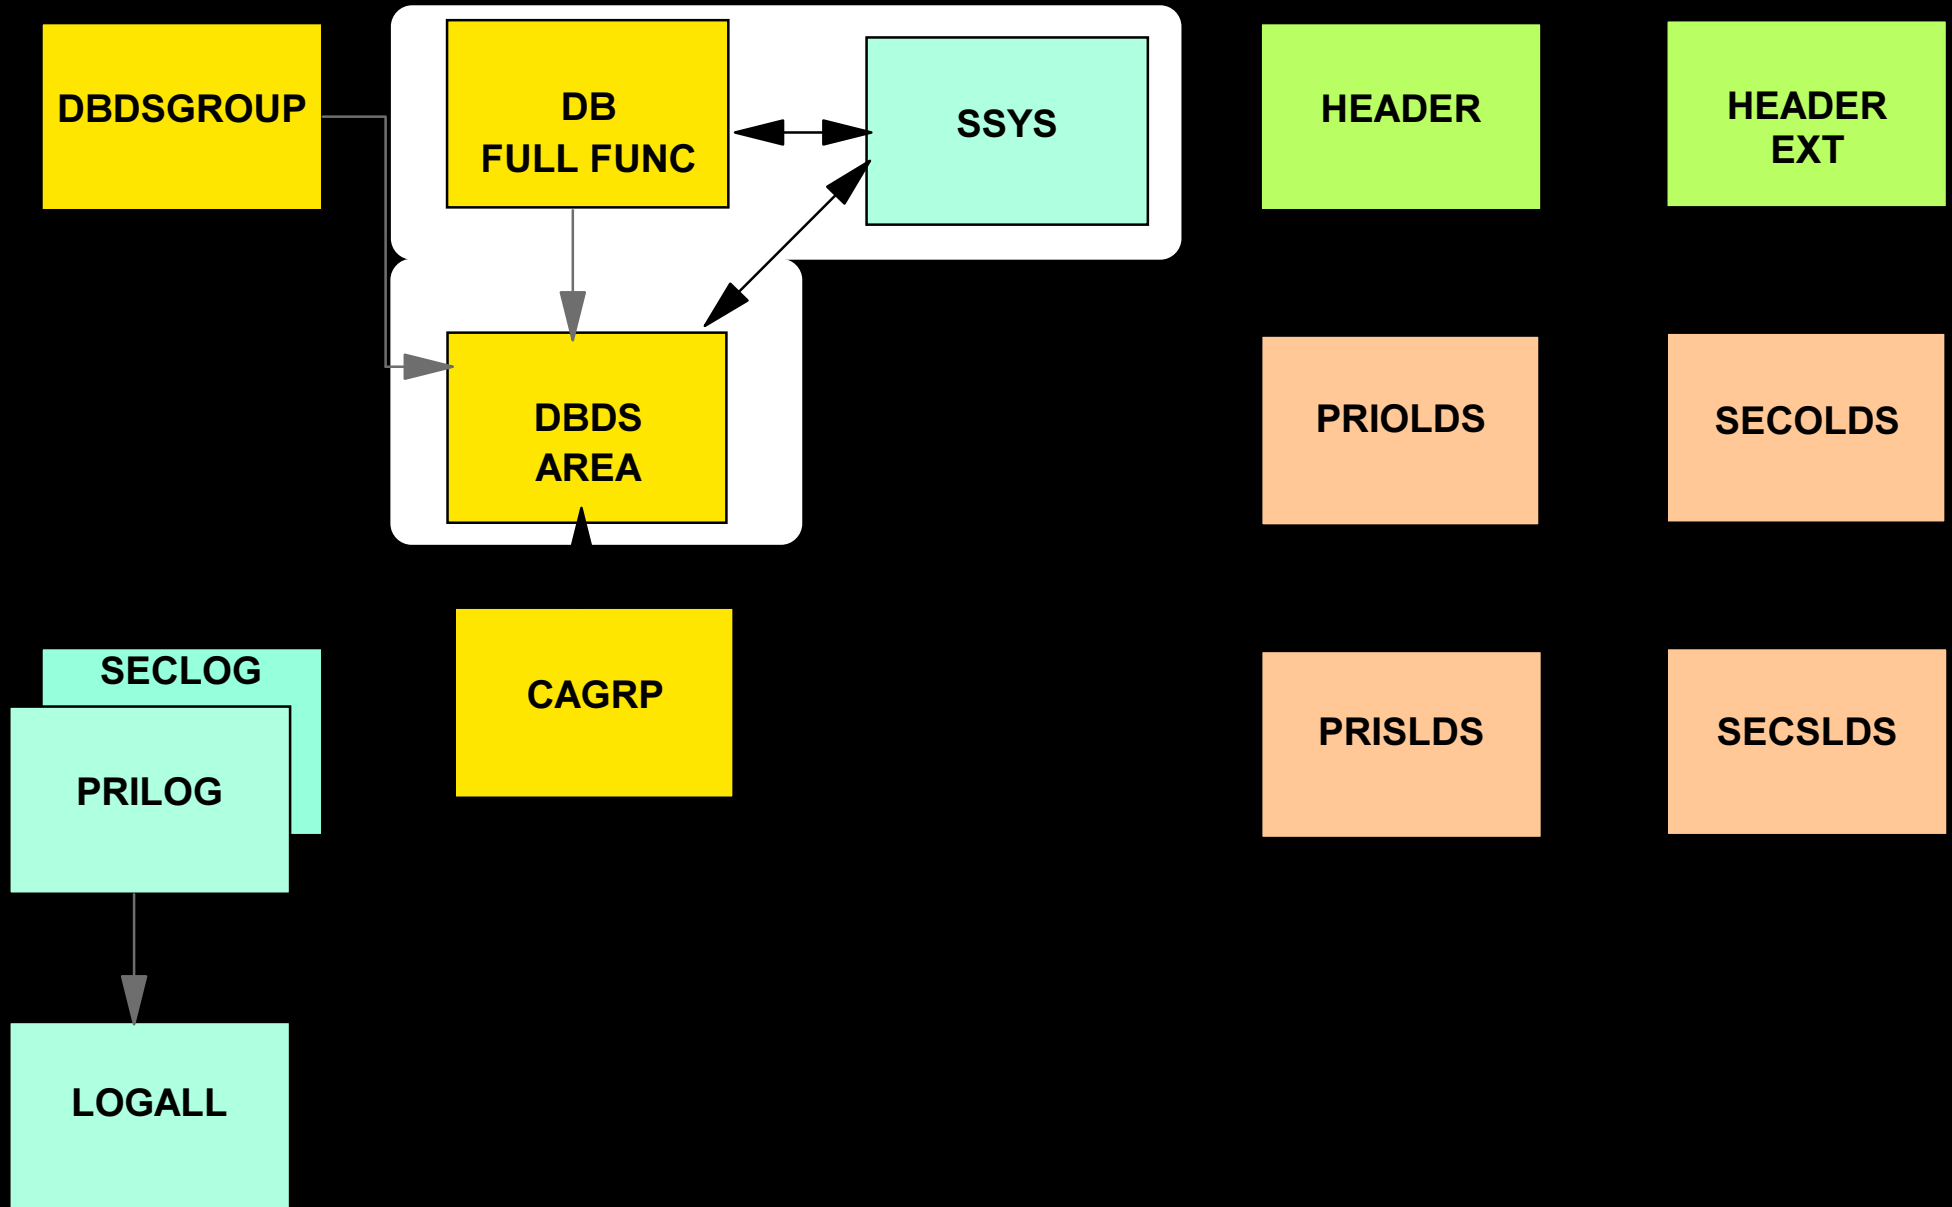 DBDSGROUP
DB
FULL FUNC
SSYS
HEADER
HEADER
EXT
DBDS
AREA
PRIOLDS
SECOLDS
SECLOG
PRILOG
CAGRP
PRISLDS
SECSLDS
LOGALL